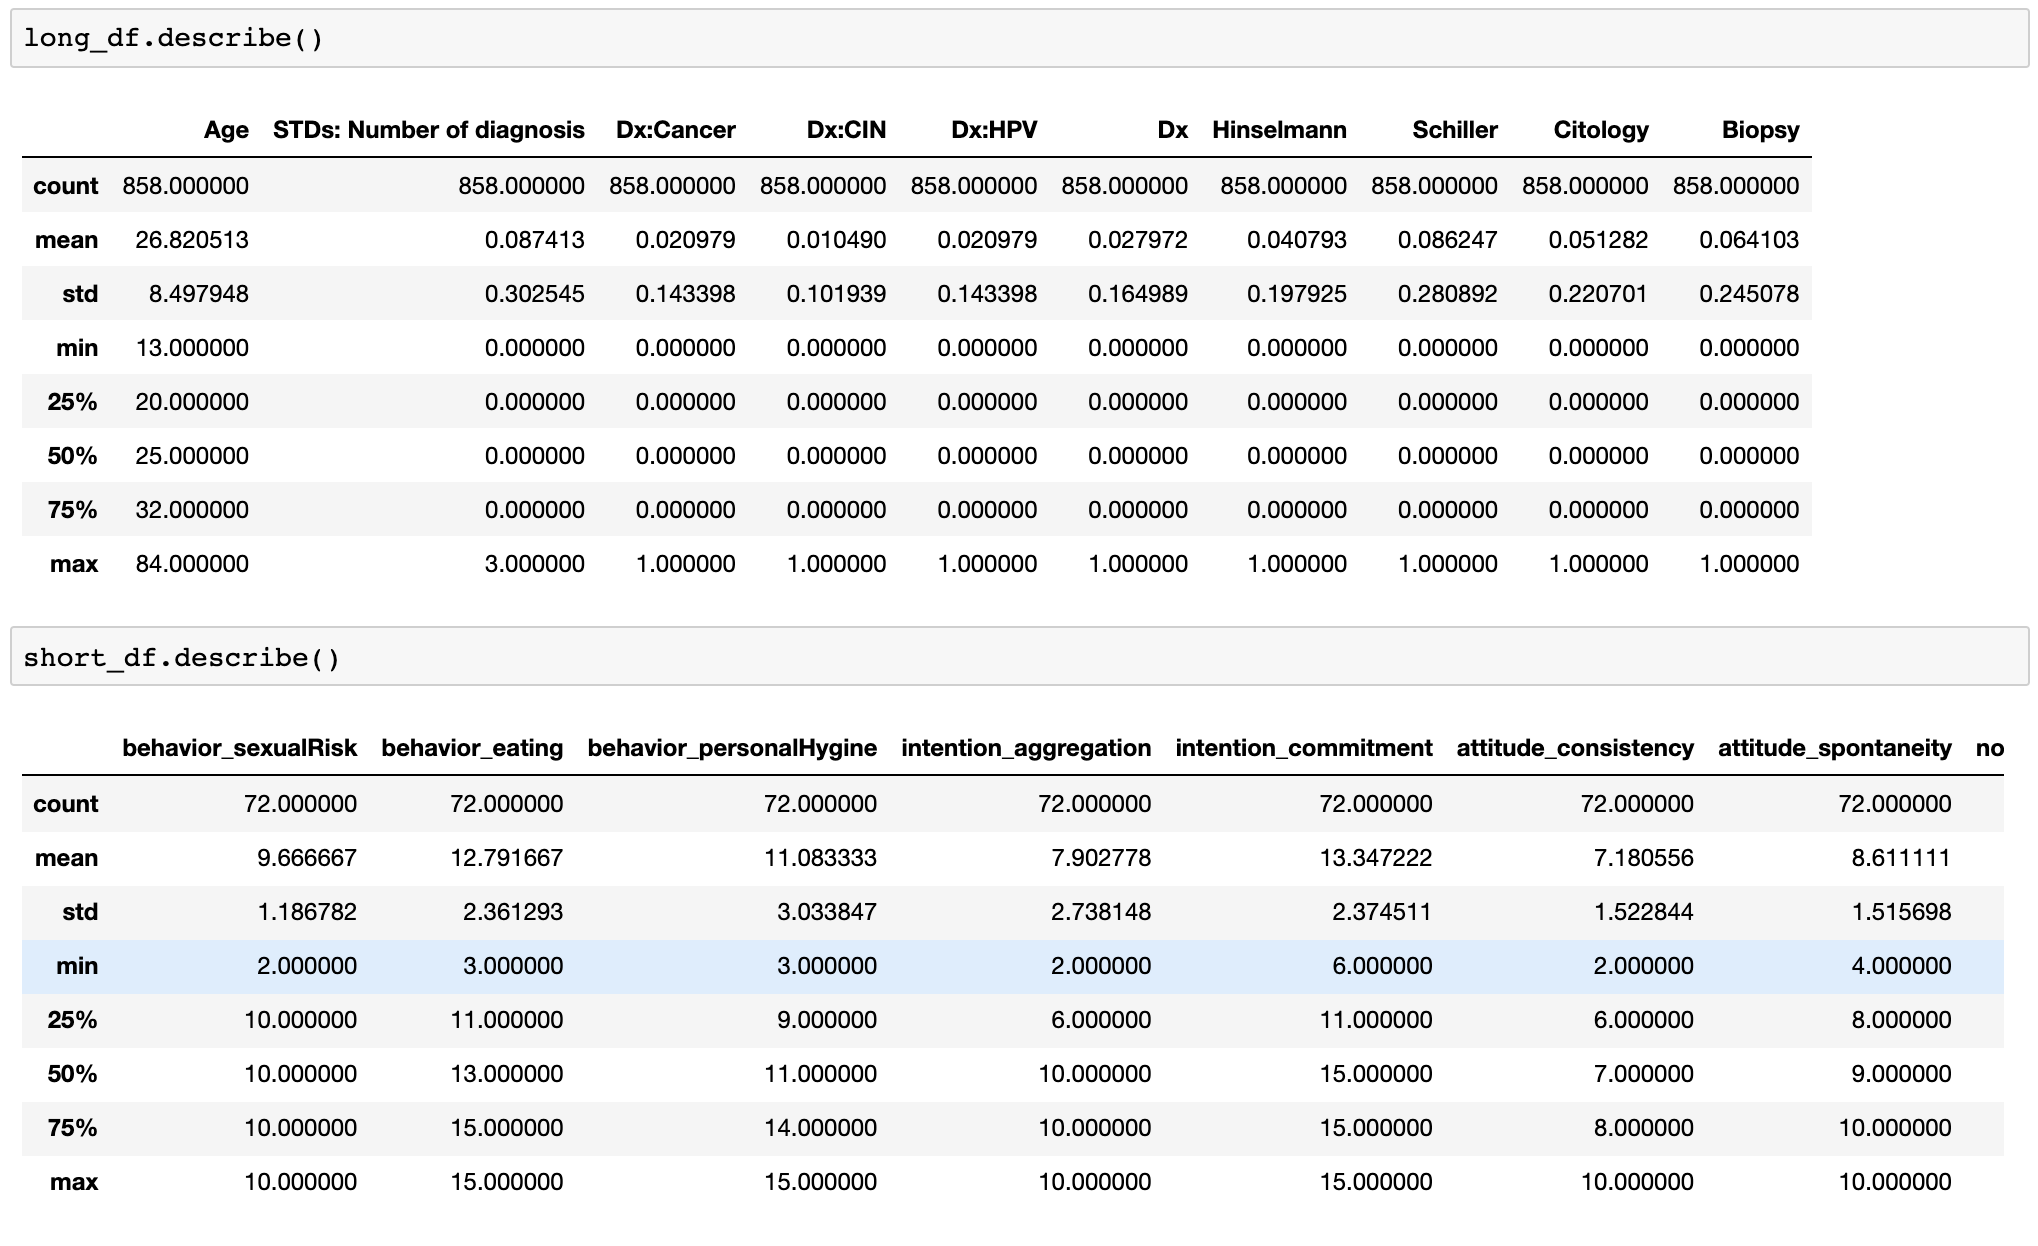 long_df.describe()
Age STDs: Number of diagnosis Dx:Cancer Dx:CIN Dx:HPV Dx Hinselmann Schiller Citology Biopsy
count 858.000000 858.000000 858.000000 858.000000 858.000000 858.000000 858.000000 858.000000 858.000000 858.000000
mean 26.820513 0.087413 0.020979 0.010490 0.020979 0.027972 0.040793 0.086247 0.051282 0.064103
std 8.497948 0.302545 0.143398 0.101939 0.143398 0.164989 0.197925 0.280892 0.220701 0.245078
min 13.000000 0.000000 0.000000 0.000000 0.000000 0.000000 0.000000 0.000000 0.000000 0.000000
25% 20.000000 0.000000 0.000000 0.000000 0.000000 0.000000 0.000000 0.000000 0.000000 0.000000
50% 25.000000 0.000000 0.000000 0.000000 0.000000 0.000000 0.000000 0.000000 0.000000 0.000000
75% 32.000000 0.000000 0.000000 0.000000 0.000000 0.000000 0.000000 0.000000 0.000000 0.000000
max 84.000000 3.000000 1.000000 1.000000 1.000000 1.000000 1.000000 1.000000 1.000000 1.000000
short_df.describe()
behavior_sexualRisk behavior_eating behavior_personalHygine intention_aggregation intention_commitment attitude_consistency attitude_spontaneity no
count 72.000000 72.000000 72.000000 72.000000 72.000000 72.000000 72.000000
mean 9.666667 12.791667 11.083333 7.902778 13.347222 7.180556 8.611111
std 1.186782 2.361293 3.033847 2.738148 2.374511 1.522844 1.515698
min 2.000000 3.000000 3.000000 2.000000 6.000000 2.000000 4.000000
25% 10.000000 11.000000 9.000000 6.000000 11.000000 6.000000 8.000000
50% 10.000000 13.000000 11.000000 10.000000 15.000000 7.000000 9.000000
75% 10.000000 15.000000 14.000000 10.000000 15.000000 8.000000 10.000000
max 10.000000 15.000000 15.000000 10.000000 15.000000 10.000000 10.000000